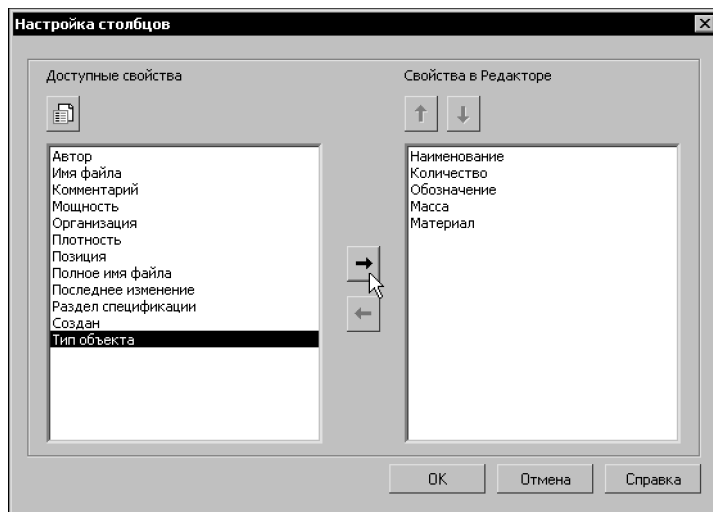 Настройка столбцов
Доступные свойства
Свойства в Редакторе
Автор
Имя файла
Комментарий
Мощность
Организация
Плотность
Позиция
Полное имя файла
Последнее изменение
Раздел спецификации
Создан
Тип объекта
Наименование
Количество
Обозначение
Масса
Материал
OK
Отмена
Справка